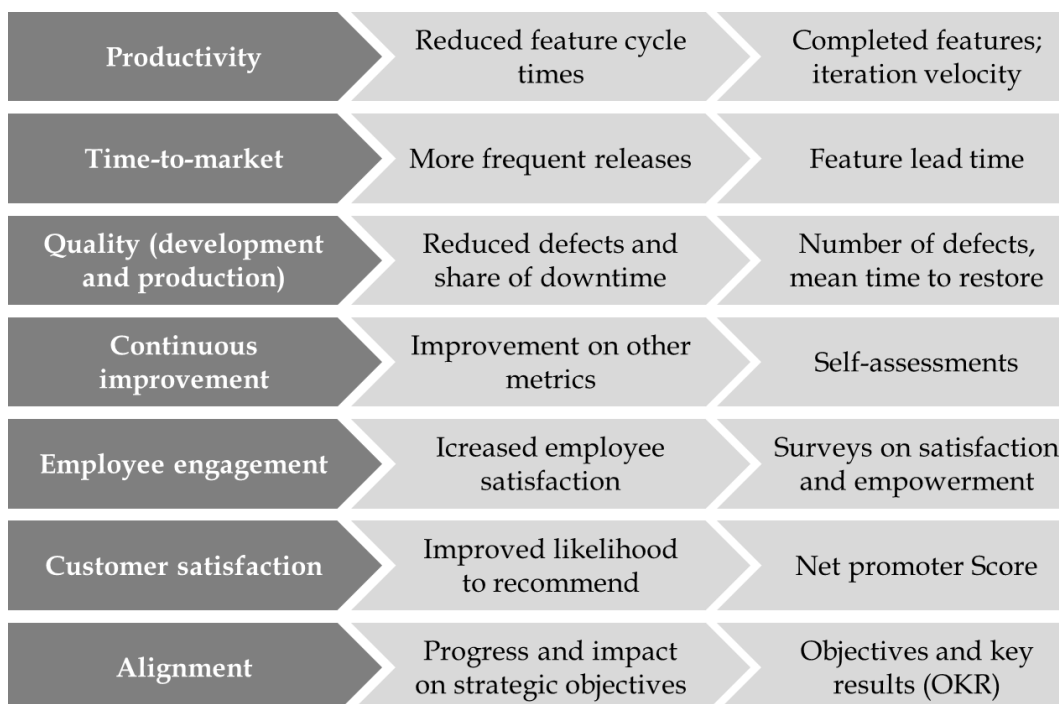 Productivity
Reduced feature cycle
times
Completed features;
iteration velocity
Time-to-market
More frequent releases
Feature lead time
Quality (development
and production)
Reduced defects and
share of downtime
Number of defects,
mean time to restore
Continuous
improvement
Improvement on other
metrics
Self-assessments
Employee engagement
Icreased employee
satisfaction
Surveys on satisfaction
and empowerment
Customer satisfaction
Improved likelihood
to recommend
Net promoter Score
Alignment
Progress and impact
on strategic objectives
Objectives and key
results (OKR)